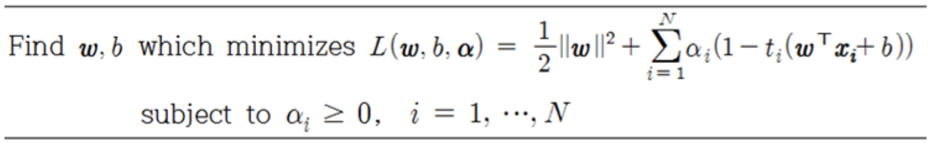 Find w, b which minimizes L(w, b, α) = 1/2 ||w||² + Σ_{i=1}^{N} α_i(1 − t_i(w^⊤x_i + b))
subject to α_i ≥ 0, i = 1, ⋯, N